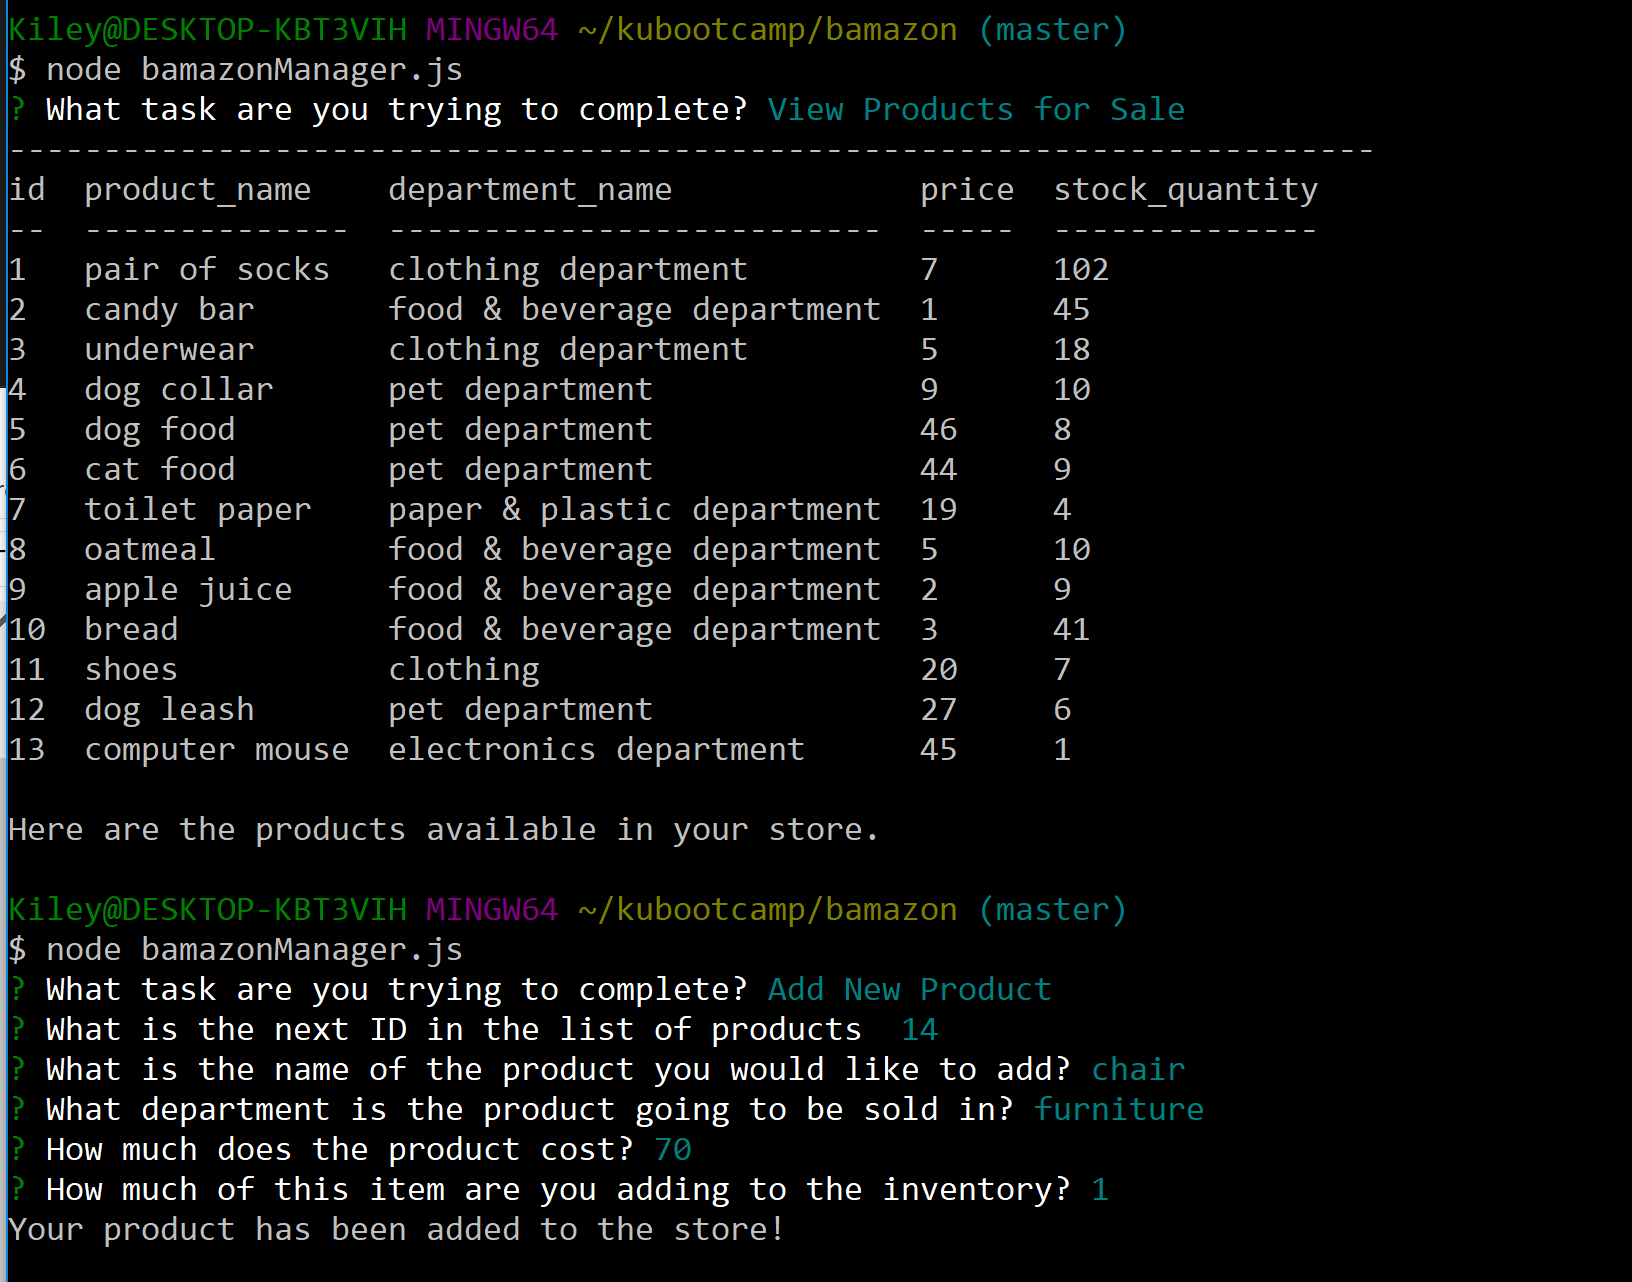 Kiley@DESKTOP-KBT3VIH MINGW64 ~/kubootcamp/bamazon (master)
$ node bamazonManager.js
? What task are you trying to complete? View Products for Sale
------------------------------------------------------------------------
id  product_name    department_name             price  stock_quantity
--  --------------  --------------------------  -----  --------------
1   pair of socks   clothing department         7      102
2   candy bar       food & beverage department  1      45
3   underwear       clothing department         5      18
4   dog collar      pet department              9      10
5   dog food        pet department              46     8
6   cat food        pet department              44     9
7   toilet paper    paper & plastic department  19     4
8   oatmeal         food & beverage department  5      10
9   apple juice     food & beverage department  2      9
10  bread           food & beverage department  3      41
11  shoes           clothing                    20     7
12  dog leash       pet department              27     6
13  computer mouse  electronics department      45     1
Here are the products available in your store.
Kiley@DESKTOP-KBT3VIH MINGW64 ~/kubootcamp/bamazon (master)
$ node bamazonManager.js
? What task are you trying to complete? Add New Product
? What is the next ID in the list of products  14
? What is the name of the product you would like to add? chair
? What department is the product going to be sold in? furniture
? How much does the product cost? 70
? How much of this item are you adding to the inventory? 1
Your product has been added to the store!